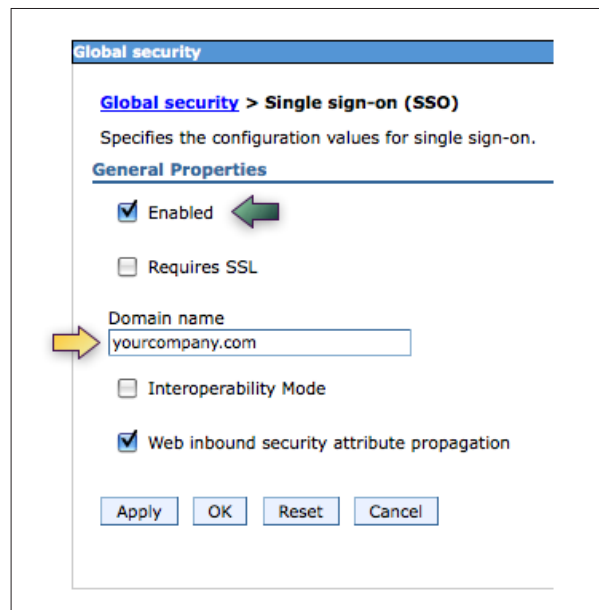 Global security
Global security > Single sign-on (SSO)
Specifies the configuration values for single sign-on.
General Properties
Enabled
Requires SSL
Domain name
yourcompany.com
Interoperability Mode
Web inbound security attribute propagation
Apply OK Reset Cancel